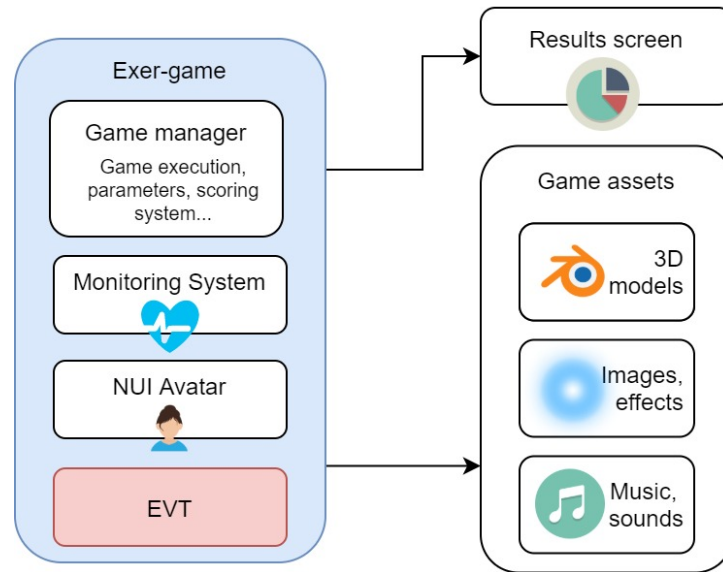 Exer-game
Game manager
Game execution,
parameters, scoring
system...
Monitoring System
NUI Avatar
EVT
Results screen
Game assets
3D
models
Images,
effects
Music,
sounds